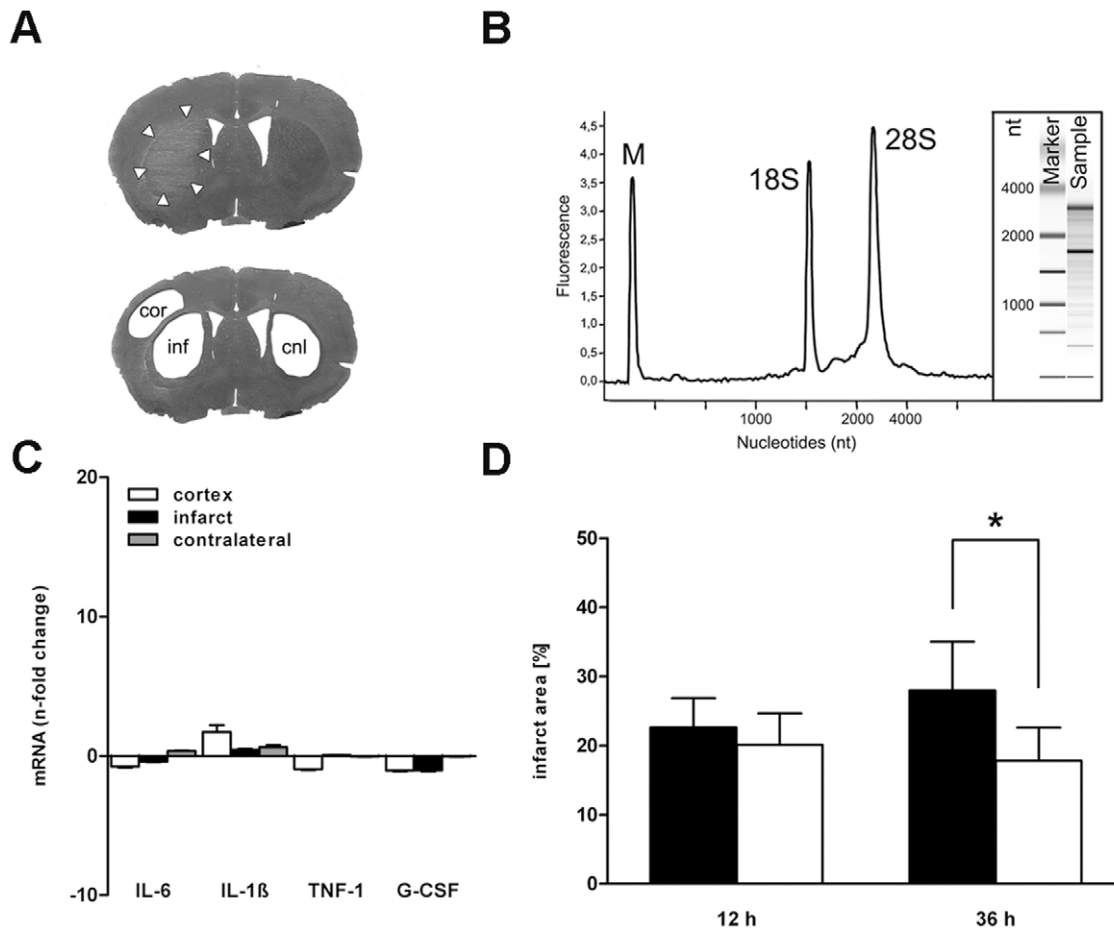 A
cor
inf
cnl
B
Fluorescence
4,5
4,0
3,5
3,0
2,5
2,0
1,5
1,0
0,5
0,0
M
18S
28S
1000
2000
4000
Nucleotides (nt)
nt
Marker
Sample
4000
2000
1000
C
mRNA (n-fold change)
20
10
0
-10
cortex
infarct
contralateral
IL-6
IL-1ß
TNF-1
G-CSF
D
infarct area [%]
50
40
30
20
10
0
*
12 h
36 h